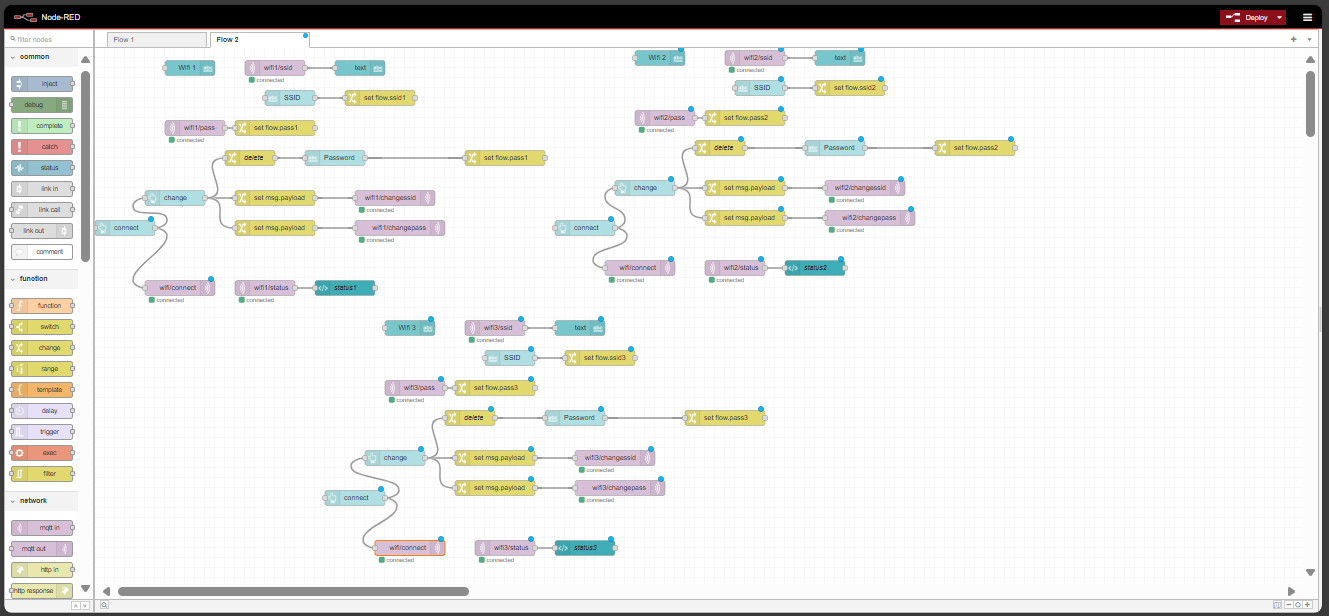 Node-RED
Deploy
filter nodes
Flow 1
Flow 2
common
inject
debug
complete
catch
status
link in
link call
link out
comment
function
function
switch
change
range
template
delay
trigger
exec
filter
network
mqtt in
mqtt out
http in
http response
Wifi 1
wifi1/ssid
text
connected
SSID
set flow.ssid1
wifi1/pass
set flow.pass1
connected
delete
Password
set flow.pass1
change
set msg.payload
wifi1/changessid
connected
connect
set msg.payload
wifi1/changepass
connected
wifi/connect
wifi1/status
status1
connected
connected
Wifi 2
wifi2/ssid
text
connected
SSID
set flow.ssid2
wifi2/pass
set flow.pass2
connected
delete
Password
set flow.pass2
change
set msg.payload
wifi2/changessid
connected
connect
set msg.payload
wifi2/changepass
connected
wifi/connect
wifi2/status
status2
connected
connected
Wifi 3
wifi3/ssid
text
connected
SSID
set flow.ssid3
wifi3/pass
set flow.pass3
connected
delete
Password
set flow.pass3
change
set msg.payload
wifi3/changessid
connected
connect
set msg.payload
wifi3/changepass
connected
wifi/connect
wifi3/status
status3
connected
connected